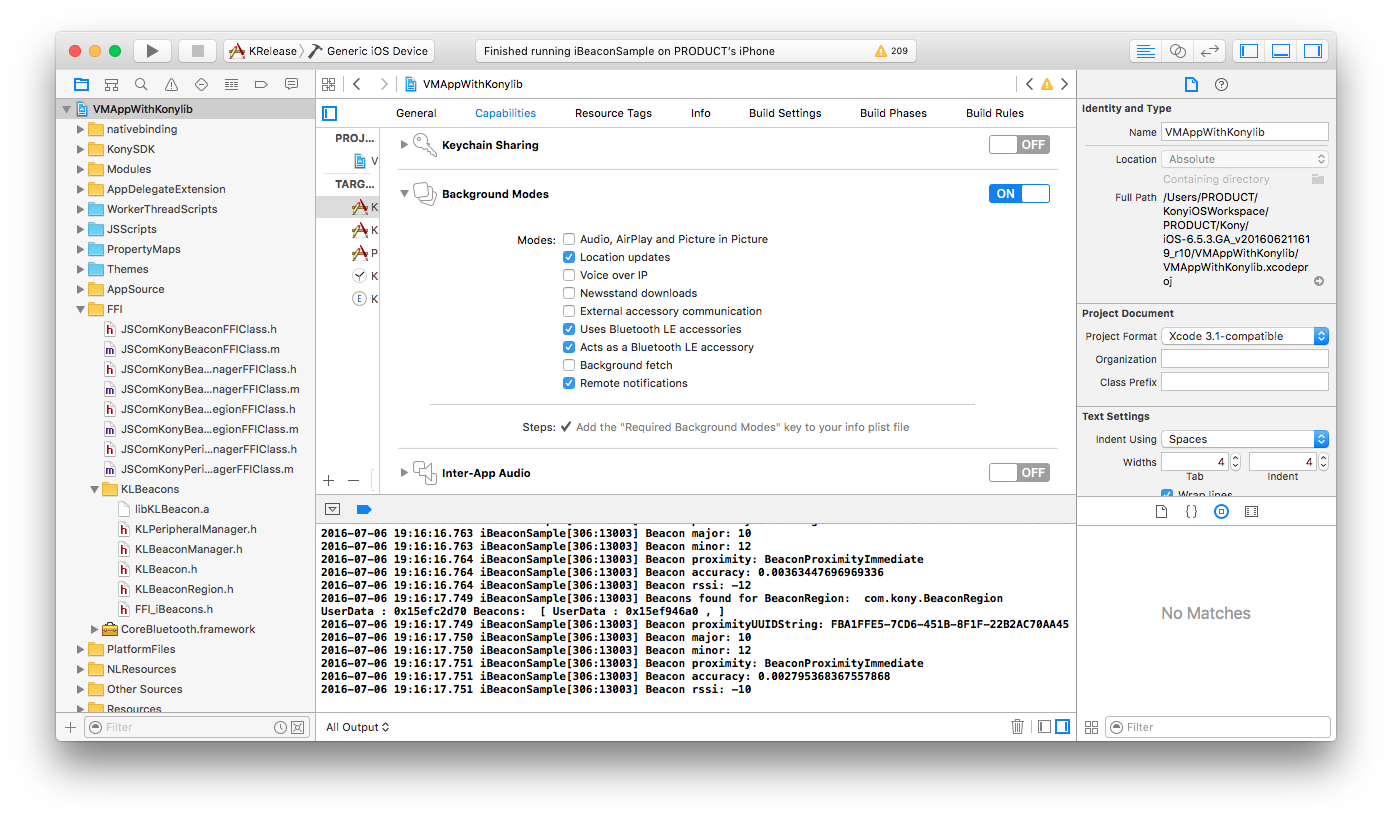 KRelease
Generic iOS Device
Finished running iBeaconSample on PRODUCT's iPhone
209
VMAppWithKonylib
nativebinding
KonySDK
Modules
AppDelegateExtension
WorkerThreadScripts
JSScripts
PropertyMaps
Themes
AppSource
FFI
JSComKonyBeaconFFIClass.h
JSComKonyBeaconFFIClass.m
JSComKonyBea...nagerFFIClass.h
JSComKonyBea...nagerFFIClass.m
JSComKonyBea...egionFFIClass.h
JSComKonyBea...egionFFIClass.m
JSComKonyPeri...nagerFFIClass.h
JSComKonyPeri...agerFFIClass.m
KLBeacons
libKLBeacon.a
KLPeripheralManager.h
KLBeaconManager.h
KLBeacon.h
KLBeaconRegion.h
FFI_iBeacons.h
CoreBluetooth.framework
PlatformFiles
NLResources
Other Sources
Resources
Filter
VMAppWithKonylib
General Capabilities Resource Tags Info Build Settings Build Phases Build Rules
PROJ...
V
TARG...
K
K
P
K
E K
Keychain Sharing
OFF
Background Modes
ON
Modes:
Audio, AirPlay and Picture in Picture
Location updates
Voice over IP
Newsstand downloads
External accessory communication
Uses Bluetooth LE accessories
Acts as a Bluetooth LE accessory
Background fetch
Remote notifications
Steps: ✔ Add the "Required Background Modes" key to your info plist file
Inter-App Audio
OFF
2016-07-06 19:16:16.763 iBeaconSample[306:13003] Beacon major: 10
2016-07-06 19:16:16.763 iBeaconSample[306:13003] Beacon minor: 12
2016-07-06 19:16:16.764 iBeaconSample[306:13003] Beacon proximity: BeaconProximityImmediate
2016-07-06 19:16:16.764 iBeaconSample[306:13003] Beacon accuracy: 0.00363447696969336
2016-07-06 19:16:16.764 iBeaconSample[306:13003] Beacon rssi: -12
2016-07-06 19:16:17.749 iBeaconSample[306:13003] Beacons found for BeaconRegion:  com.kony.BeaconRegion
UserData : 0x15efc2d70 Beacons:  [ UserData : 0x15ef946a0 , ]
2016-07-06 19:16:17.749 iBeaconSample[306:13003] Beacon proximityUUIDString: FBA1FFE5-7CD6-451B-8F1F-22B2AC70AA45
2016-07-06 19:16:17.750 iBeaconSample[306:13003] Beacon major: 10
2016-07-06 19:16:17.750 iBeaconSample[306:13003] Beacon minor: 12
2016-07-06 19:16:17.751 iBeaconSample[306:13003] Beacon proximity: BeaconProximityImmediate
2016-07-06 19:16:17.751 iBeaconSample[306:13003] Beacon accuracy: 0.002795368367557868
2016-07-06 19:16:17.751 iBeaconSample[306:13003] Beacon rssi: -10
All Output
Identity and Type
Name VMAppWithKonylib
Location Absolute
Containing directory
Full Path /Users/PRODUCT/
KonyiOSWorkspace/
PRODUCT/Kony/
iOS-6.5.3.GA_v20160621161
9_r10/VMAppWithKonylib/
VMAppWithKonylib.xcodepr
oj
Project Document
Project Format Xcode 3.1-compatible
Organization
Class Prefix
Text Settings
Indent Using Spaces
Widths 4 4
Tab Indent
Wrap lines
No Matches
Filter